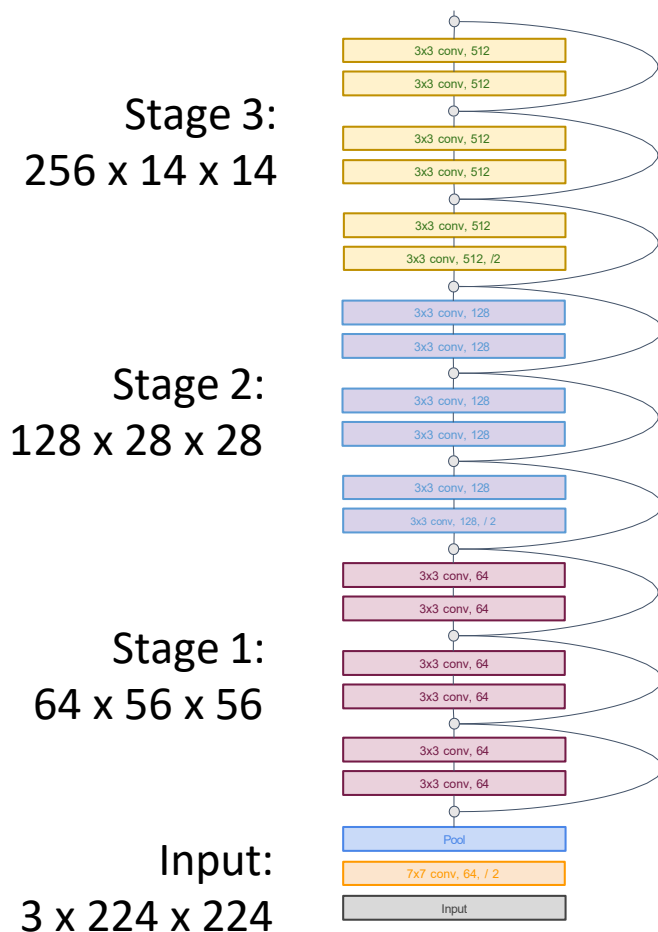 3x3 conv, 512
3x3 conv, 512
Stage 3:
256 x 14 x 14
3x3 conv, 512
3x3 conv, 512
3x3 conv, 512
3x3 conv, 512, /2
3x3 conv, 128
3x3 conv, 128
Stage 2:
128 x 28 x 28
3x3 conv, 128
3x3 conv, 128
3x3 conv, 128
3x3 conv, 128, / 2
3x3 conv, 64
3x3 conv, 64
Stage 1:
64 x 56 x 56
3x3 conv, 64
3x3 conv, 64
3x3 conv, 64
3x3 conv, 64
Input:
3 x 224 x 224
Pool
7x7 conv, 64, / 2
Input